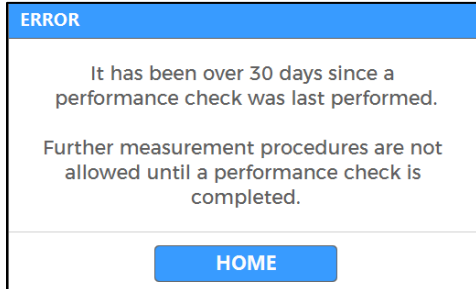 ERROR
It has been over 30 days since a
performance check was last performed.
Further measurement procedures are not
allowed until a performance check is
completed.
HOME